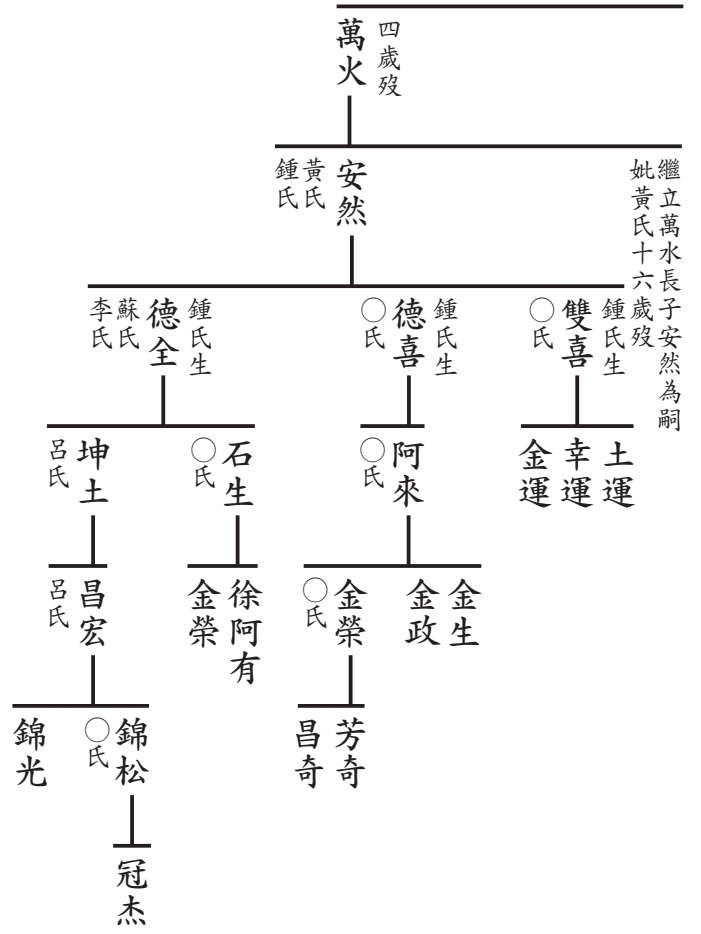 四歲歿
萬火
繼立萬水長子安然為嗣
妣黃氏十六歲歿
安然
黃氏
鍾氏
鍾氏生
雙喜
○氏
鍾氏生
德喜
○氏
鍾氏生
德全
蘇氏
李氏
土運
幸運
金運
阿來
○氏
石生
○氏
坤土
呂氏
金生
金政
金榮
○氏
徐阿有
金榮
昌宏
呂氏
芳奇
昌奇
錦松
○氏
錦光
冠杰